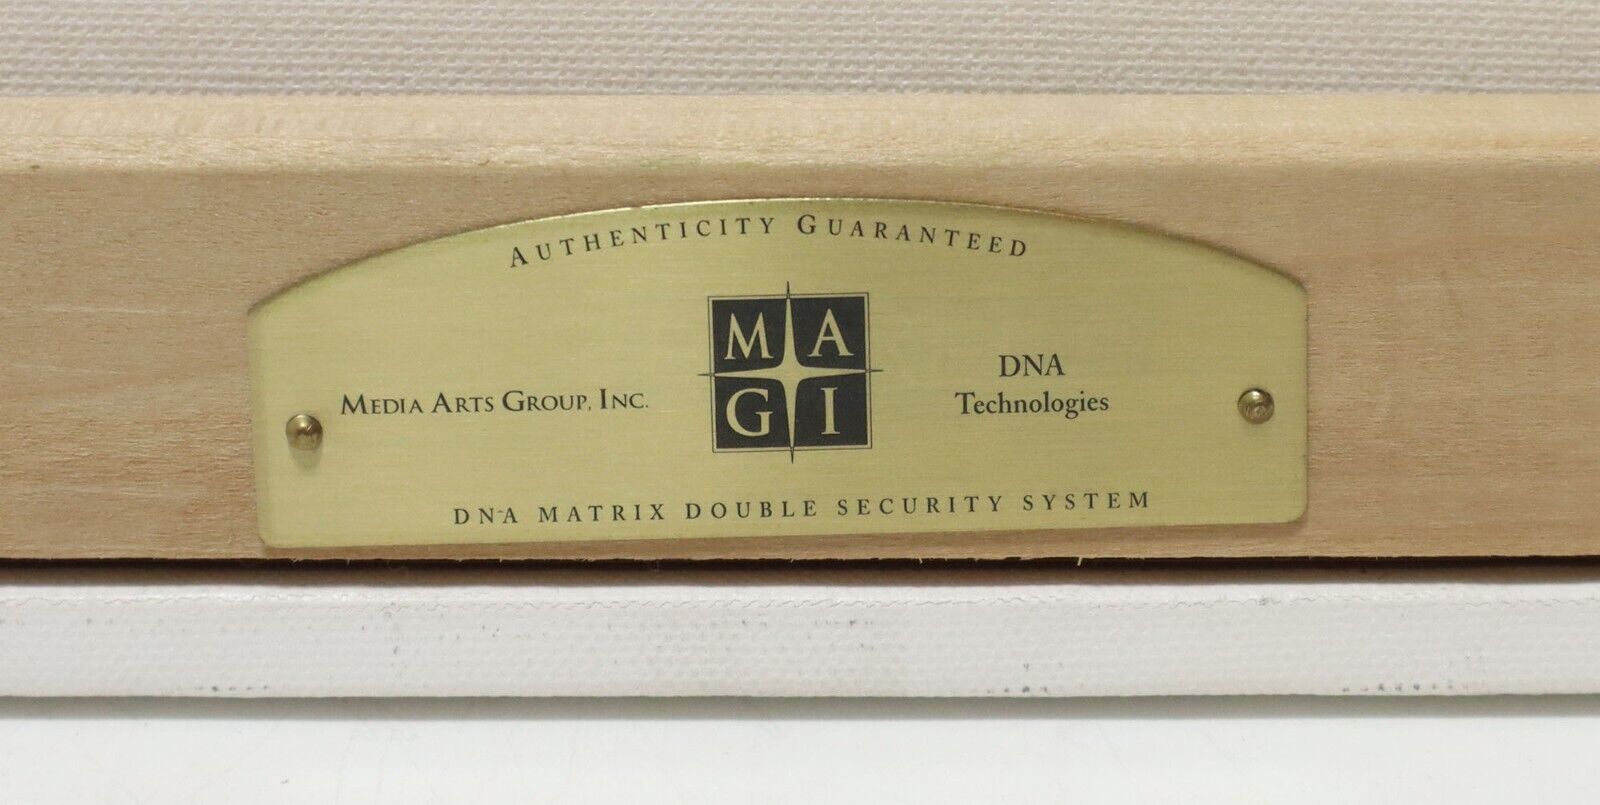 AUTHENTICITY GUARANTEED
MEDIA ARTS GROUP, INC.
M A
G I
DNA
Technologies
DNA MATRIX DOUBLE SECURITY SYSTEM